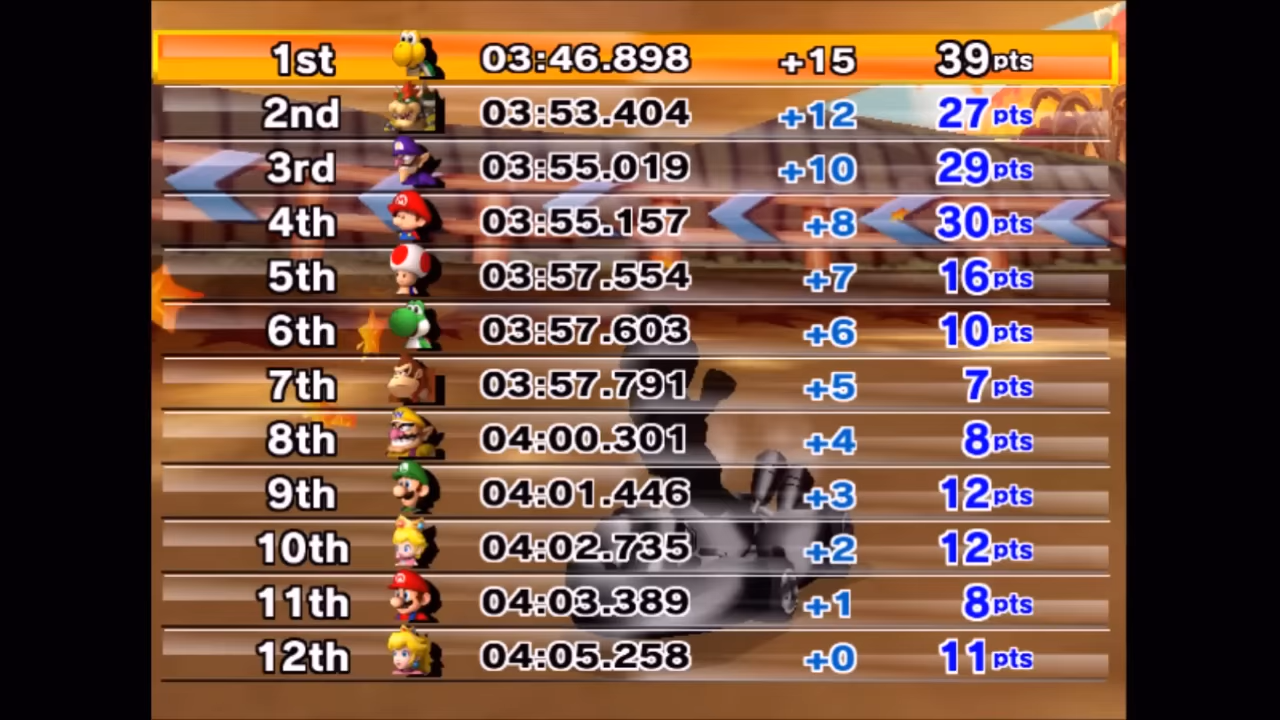 1st 03:46.898 +15 39pts
2nd 03:53.404 +12 27pts
3rd 03:55.019 +10 29pts
4th 03:55.157 +8 30pts
5th 03:57.554 +7 16pts
6th 03:57.603 +6 10pts
7th 03:57.791 +5 7pts
8th 04:00.301 +4 8pts
9th 04:01.446 +3 12pts
10th 04:02.735 +2 12pts
11th 04:03.389 +1 8pts
12th 04:05.258 +0 11pts